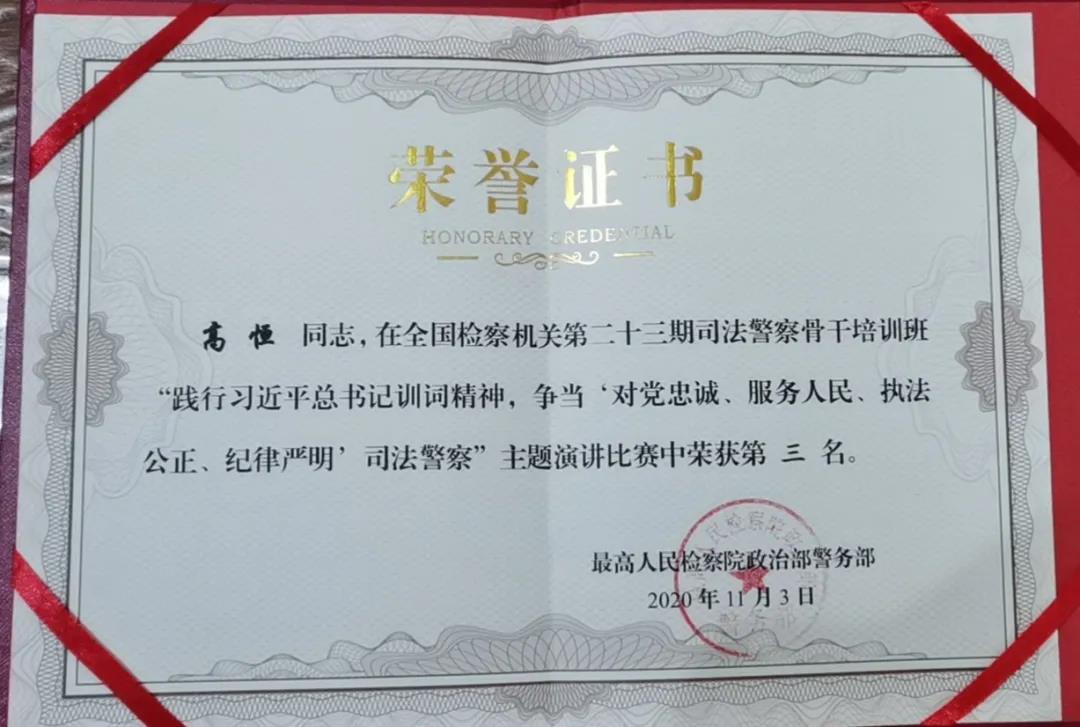 荣誉证书
HONORARY CREDENTIAL
高恒 同志，在全国检察机关第二十三期司法警察骨干培训班
“践行习近平总书记训词精神，争当‘对党忠诚、服务人民、执法
公正、纪律严明’司法警察”主题演讲比赛中荣获第 三 名。
最高人民检察院政治部警务部
2020年11月3日